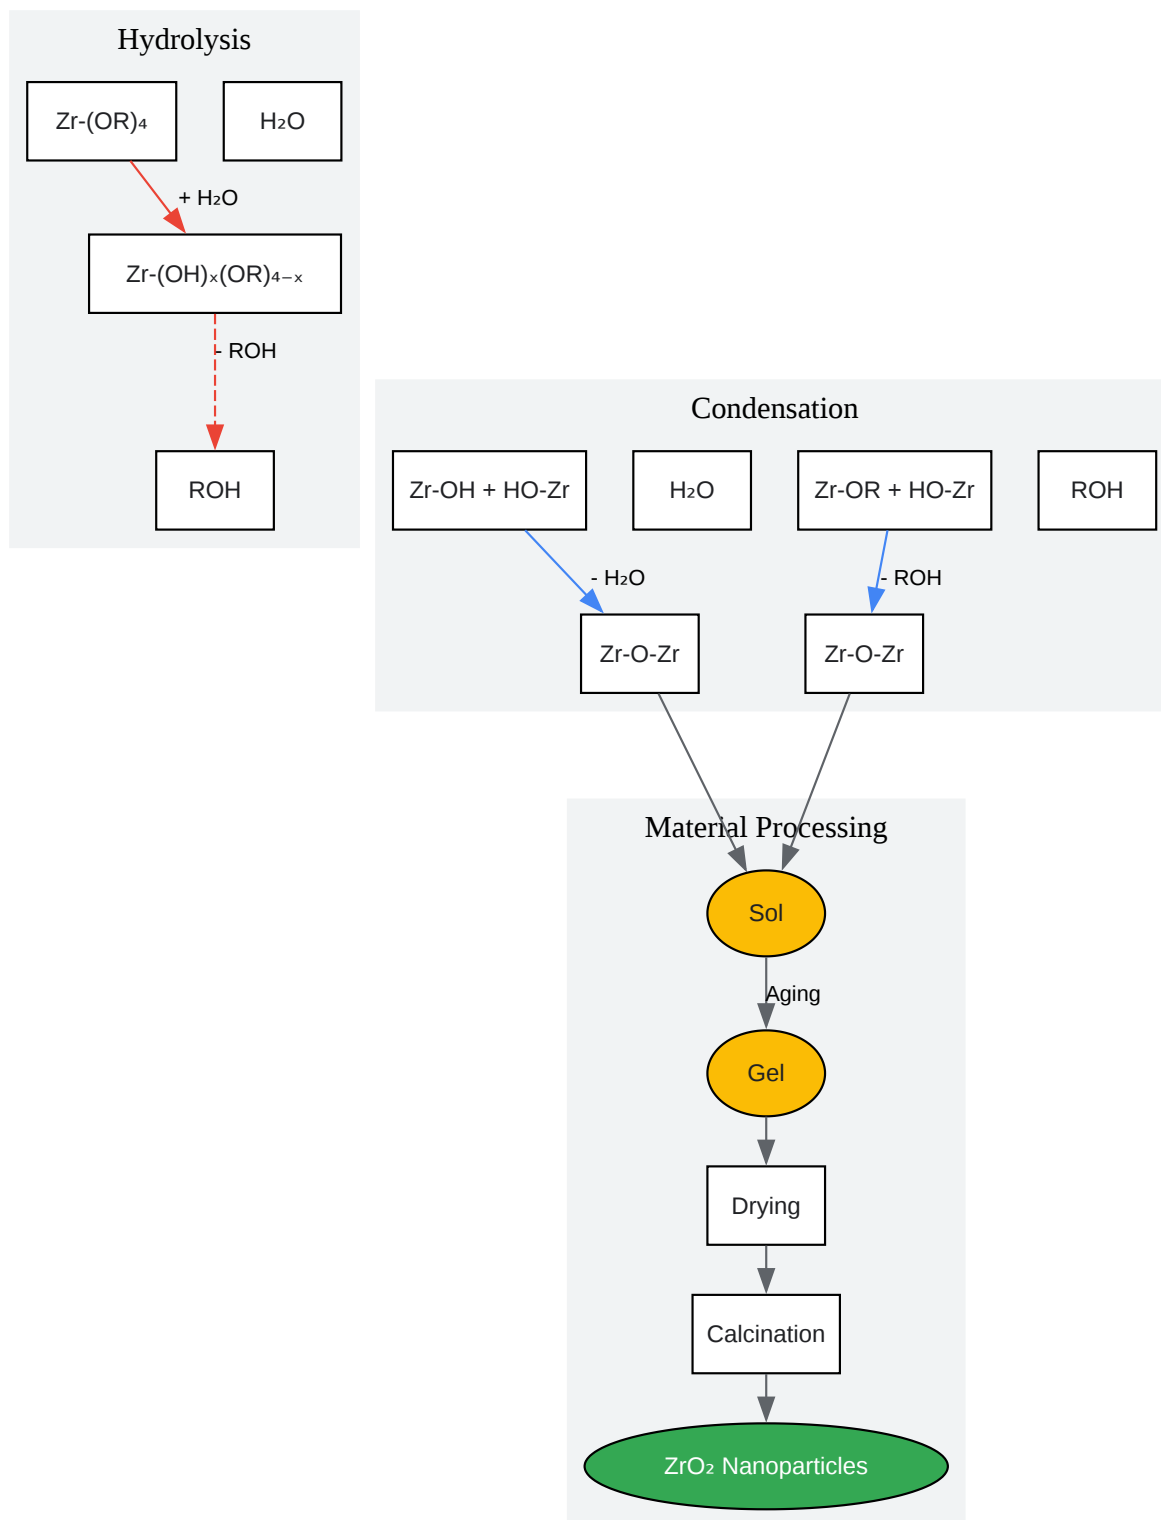 Hydrolysis
Zr-(OR)₄
H₂O
+ H₂O
Zr-(OH)ₓ(OR)₄₋ₓ
- ROH
ROH
Condensation
Zr-OH + HO-Zr
H₂O
Zr-OR + HO-Zr
ROH
- H₂O
- ROH
Zr-O-Zr
Zr-O-Zr
Material Processing
Sol
Aging
Gel
Drying
Calcination
ZrO₂ Nanoparticles